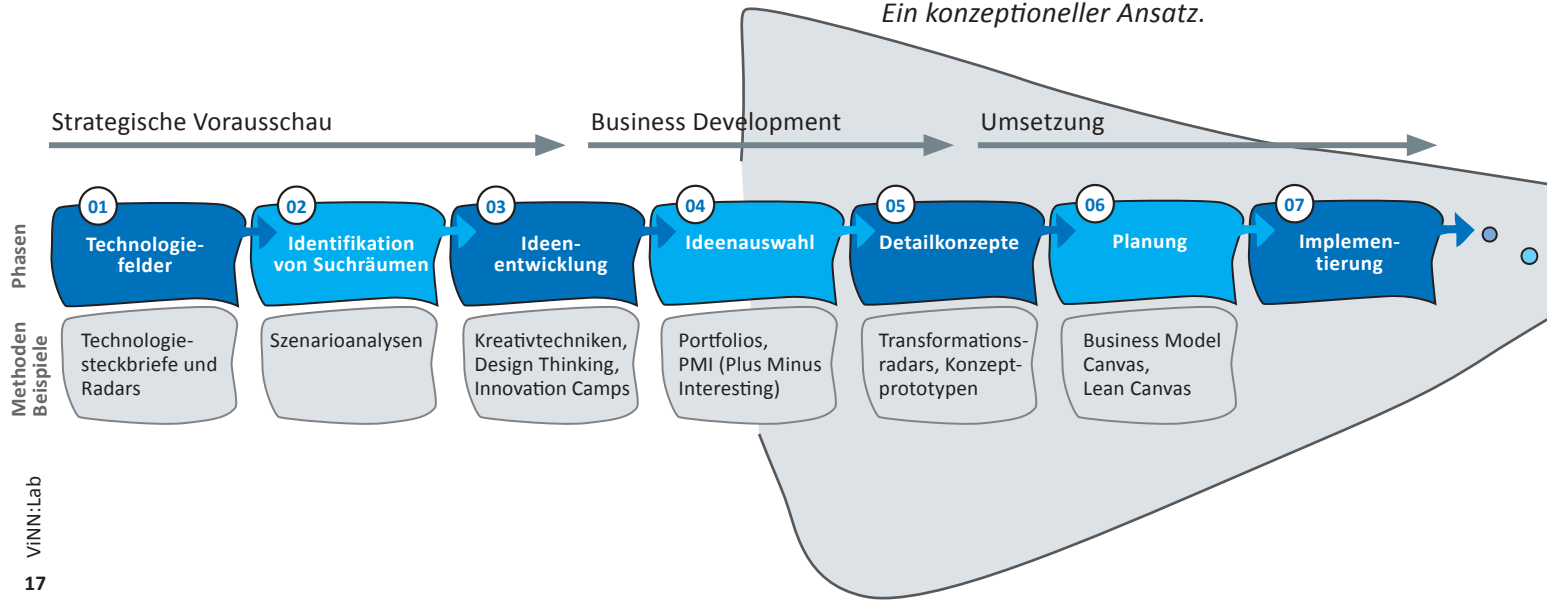 Ein konzeptioneller Ansatz.
Strategische Vorausschau
Business Development
Umsetzung
Phasen
01
Technologie-
felder
02
Identifikation
von Suchräumen
03
Ideen-
entwicklung
04
Ideenauswahl
05
Detailkonzepte
06
Planung
07
Implemen-
tierung
Methoden
Beispiele
Technologie-
steckbriefe und
Radars
Szenarioanalysen
Kreativtechniken,
Design Thinking,
Innovation Camps
Portfolios,
PMI (Plus Minus
Interesting)
Transformations-
radars, Konzept-
prototypen
Business Model
Canvas,
Lean Canvas
ViNN:Lab
17